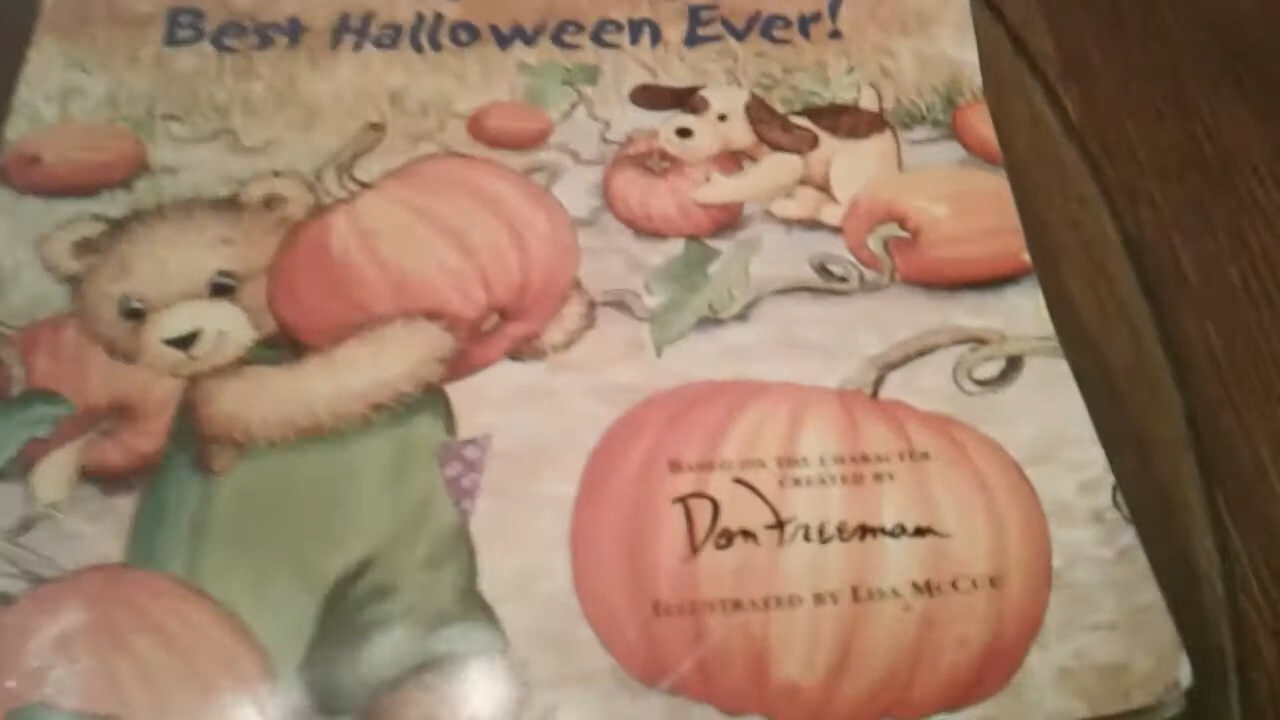 Best Halloween Ever!
BASED ON THE CHARACTER
CREATED BY
Don Freeman
ILLUSTRATED BY LISA MCCUE